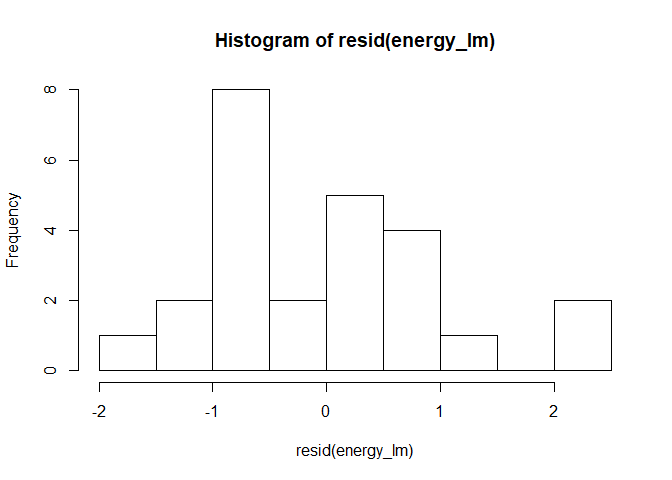 Histogram of resid(energy_lm)
Frequency
8
6
4
2
0
-2 -1 0 1 2
resid(energy_lm)